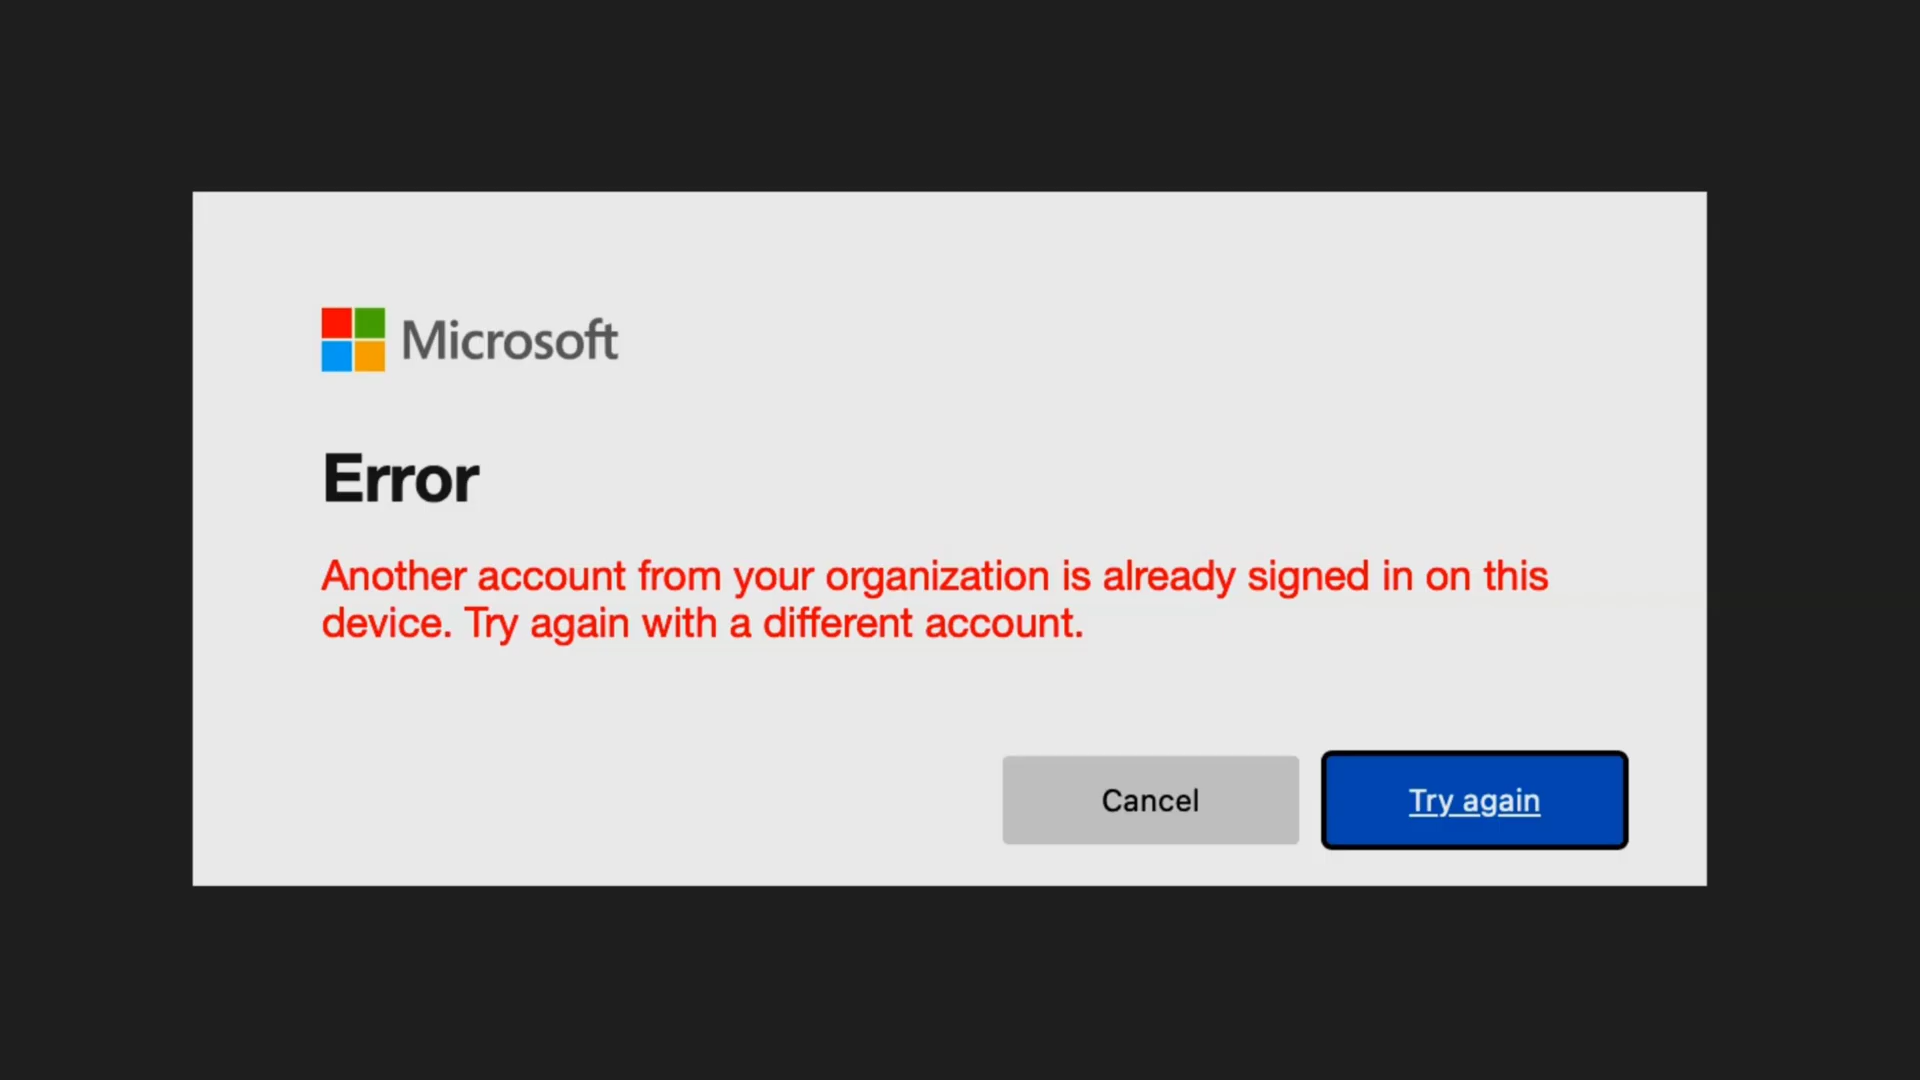 Microsoft
Error
Another account from your organization is already signed in on this
device. Try again with a different account.
Cancel
Try again